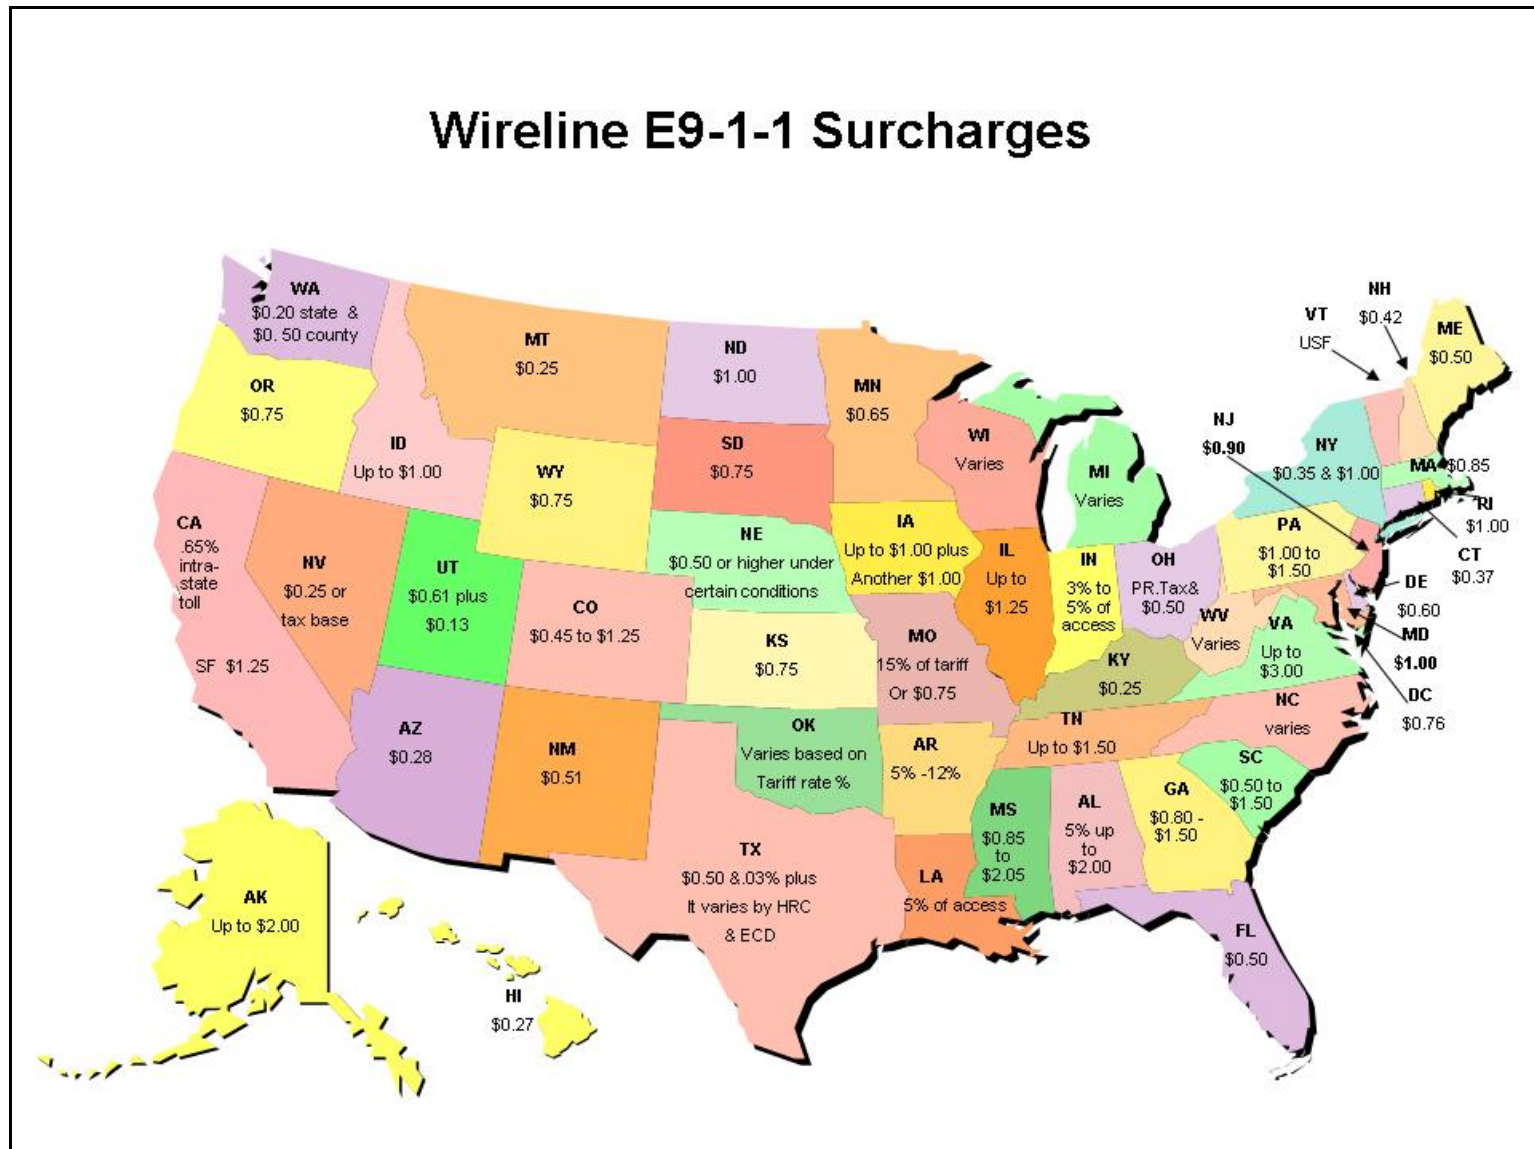 Wireline E9-1-1 Surcharges
WA
$0.20 state &
$0. 50 county
OR
$0.75
CA
.65%
intra-
state
toll
SF $1.25
ID
Up to $1.00
NV
$0.25 or
tax base
MT
$0.25
WY
$0.75
UT
$0.61 plus
$0.13
CO
$0.45 to $1.25
AZ
$0.28
NM
$0.51
ND
$1.00
SD
$0.75
NE
$0.50 or higher under
certain conditions
KS
$0.75
OK
Varies based on
Tariff rate %
TX
$0.50 &.03% plus
It varies by HRC
& ECD
MN
$0.65
IA
Up to $1.00 plus
Another $1.00
MO
15% of tariff
Or $0.75
AR
5% -12%
LA
5% of access
WI
Varies
IL
Up to
$1.25
MI
Varies
IN
3% to
5% of
access
OH
PR.Tax&
$0.50
KY
$0.25
TN
Up to $1.50
MS
$0.85
to
$2.05
AL
5% up
to
$2.00
GA
$0.80 -
$1.50
FL
$0.50
SC
$0.50 to
$1.50
NC
varies
VA
Up to
$3.00
WV
Varies
PA
$1.00 to
$1.50
NY
$0.35 & $1.00
NJ
$0.90
VT
USF
NH
$0.42
ME
$0.50
MA $0.85
RI
$1.00
CT
$0.37
DE
$0.60
MD
$1.00
DC
$0.76
AK
Up to $2.00
HI
$0.27